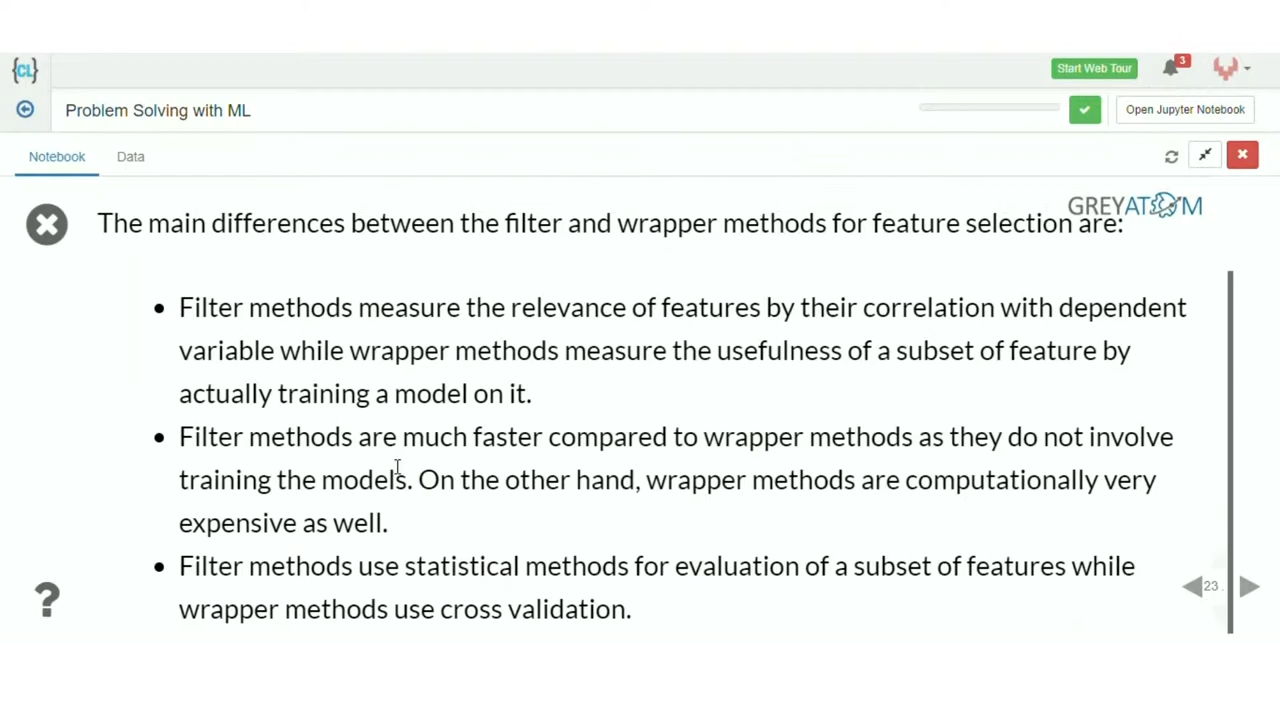 {CL}
Start Web Tour
3
Problem Solving with ML
Open Jupyter Notebook
Notebook
Data
GREYATOM
The main differences between the filter and wrapper methods for feature selection are:
• Filter methods measure the relevance of features by their correlation with dependent
variable while wrapper methods measure the usefulness of a subset of feature by
actually training a model on it.
• Filter methods are much faster compared to wrapper methods as they do not involve
training the models. On the other hand, wrapper methods are computationally very
expensive as well.
• Filter methods use statistical methods for evaluation of a subset of features while
wrapper methods use cross validation.
?
23 .